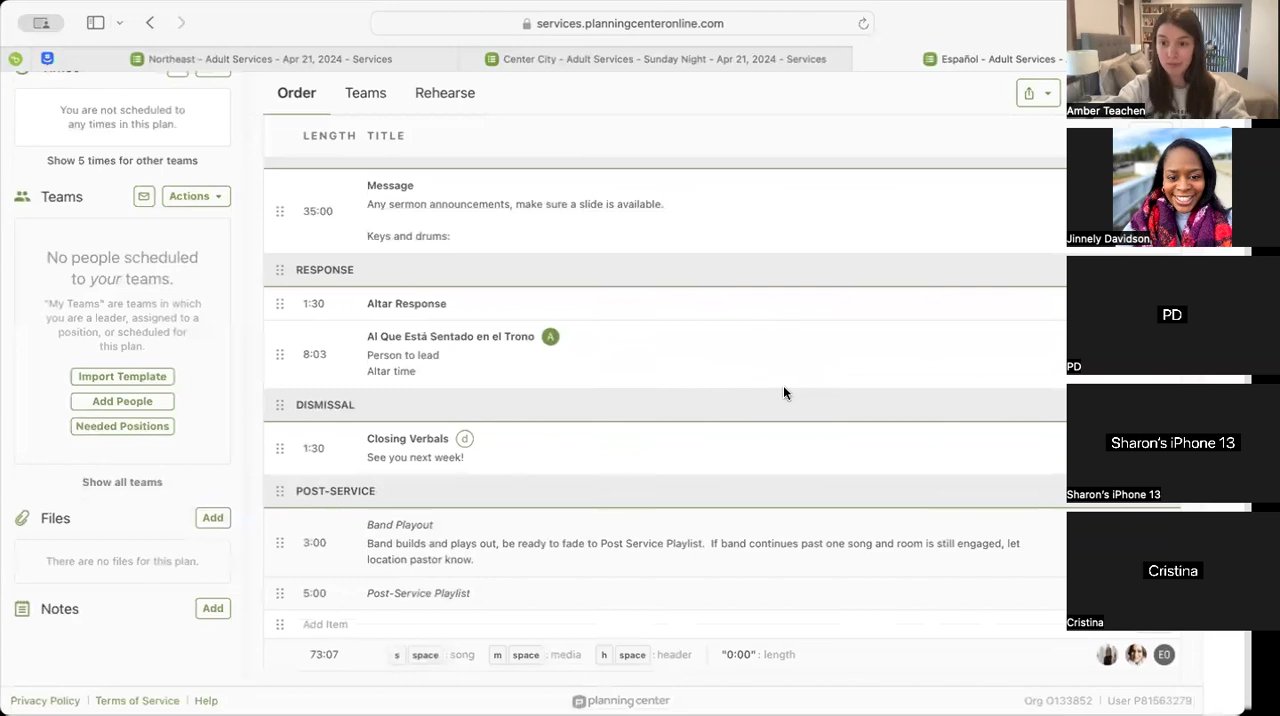 services.planningcenteronline.com
Northeast - Adult Services - Apr 21, 2024 - Services
Center City - Adult Services - Sunday Night - Apr 21, 2024 - Services
Español - Adult Services -
You are not scheduled to
any times in this plan.
Show 5 times for other teams
Teams
Actions
No people scheduled
to your teams.
"My Teams" are teams in which
you are a leader, assigned to a
position, or scheduled for
this plan.
Import Template
Add People
Needed Positions
Show all teams
Files
Add
There are no files for this plan.
Notes
Add
Order
Teams
Rehearse
LENGTH TITLE
35:00
Message
Any sermon announcements, make sure a slide is available.
Keys and drums:
RESPONSE
1:30
Altar Response
8:03
Al Que Está Sentado en el Trono A
Person to lead
Altar time
DISMISSAL
1:30
Closing Verbals d
See you next week!
POST-SERVICE
3:00
Band Playout
Band builds and plays out, be ready to fade to Post Service Playlist. If band continues past one song and room is still engaged, let
location pastor know.
5:00
Post-Service Playlist
Add Item
73:07
s space : song
m space : media
h space : header
"0:00" : length
EO
Privacy Policy | Terms of Service | Help
planning center
Org O133852 | User P81563279
Amber Teachen
Jinnely Davidson
PD
PD
Sharon's iPhone 13
Sharon's iPhone 13
Cristina
Cristina